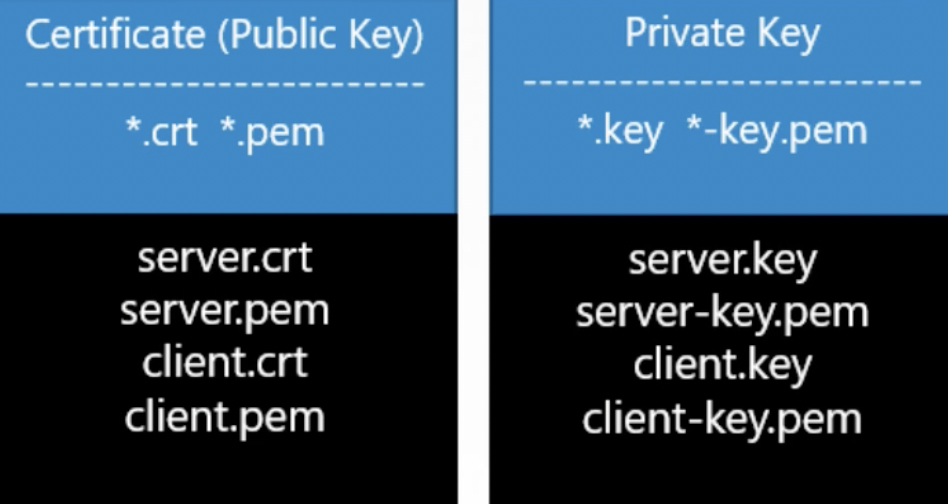 Certificate (Public Key)
-------------------------
*.crt *.pem
server.crt
server.pem
client.crt
client.pem
Private Key
-------------------------
*.key *-key.pem
server.key
server-key.pem
client.key
client-key.pem